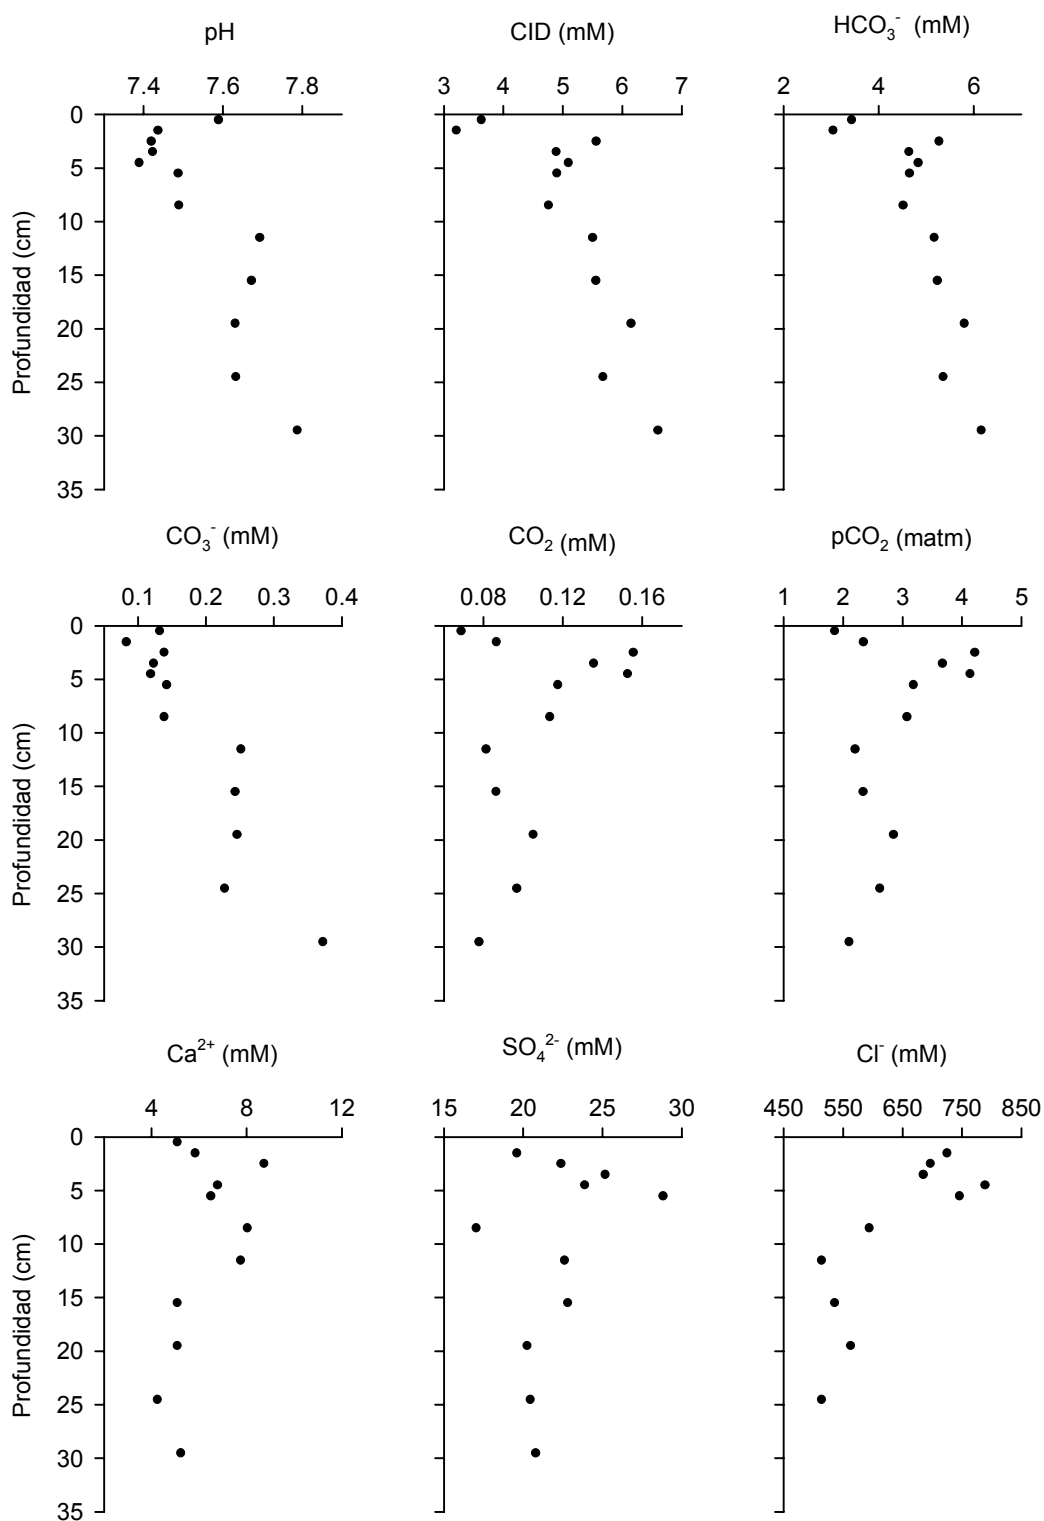 pH CID (mM) HCO₃⁻ (mM)
7.4 7.6 7.8 3 4 5 6 7 2 4 6
0
5
10
15
20
25
30
35
Profundidad (cm)
CO₃⁻ (mM) CO₂ (mM) pCO₂ (matm)
0.1 0.2 0.3 0.4 0.08 0.12 0.16 1 2 3 4 5
0
5
10
15
20
25
30
35
Profundidad (cm)
Ca²⁺ (mM) SO₄²⁻ (mM) Cl⁻ (mM)
4 8 12 15 20 25 30 450 550 650 750 850
0
5
10
15
20
25
30
35
Profundidad (cm)